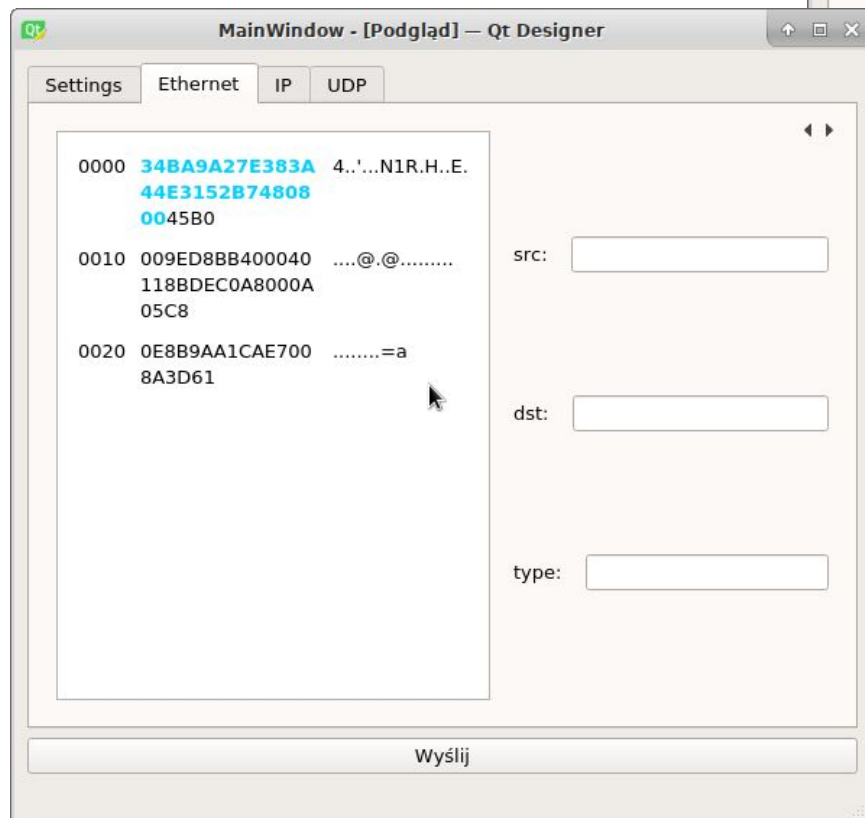 MainWindow - [Podgląd] — Qt Designer
Settings Ethernet IP UDP
0000 34BA9A27E383A 4..'...N1R.H..E.
44E3152B74808
0045B0
0010 009ED8BB400040 ....@.@.........
118BDEC0A8000A
05C8
0020 0E8B9AA1CAE700 ........=a
8A3D61
src:
dst:
type:
Wyślij